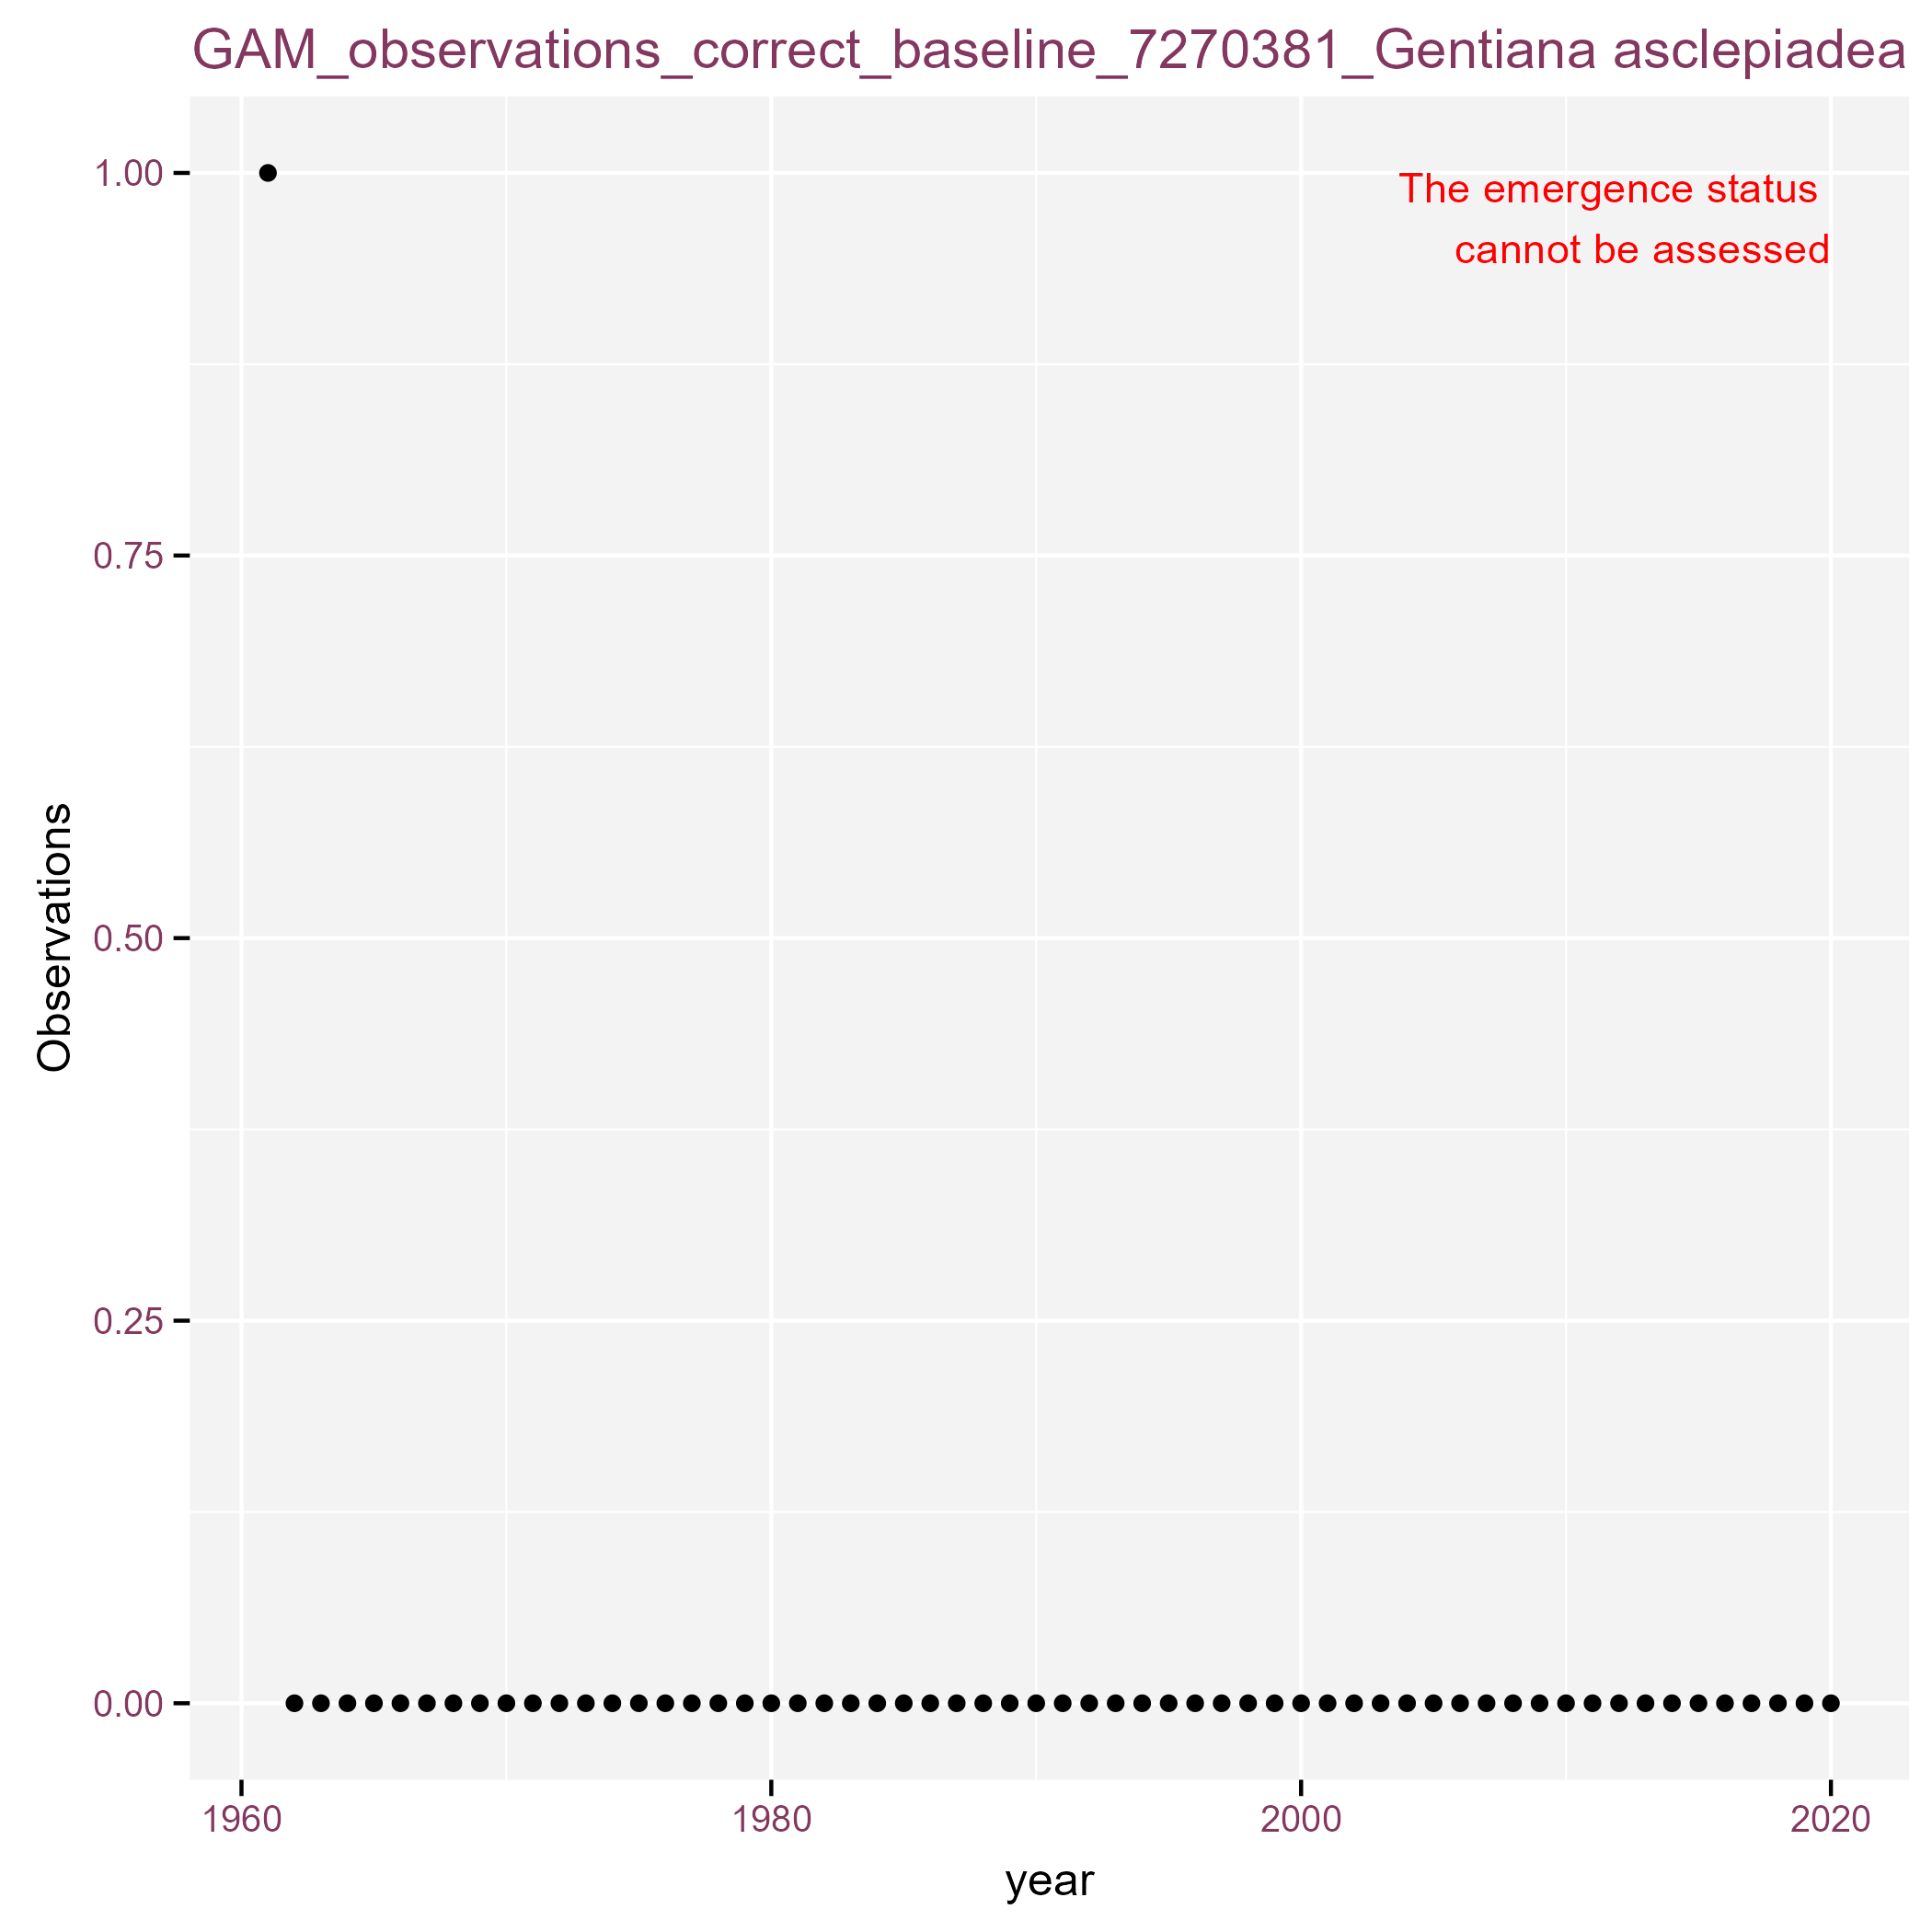 GAM_observations_correct_baseline_7270381_Gentiana asclepiadea
The emergence status
cannot be assessed
1.00
0.75
0.50
0.25
0.00
Observations
1960
1980
2000
2020
year